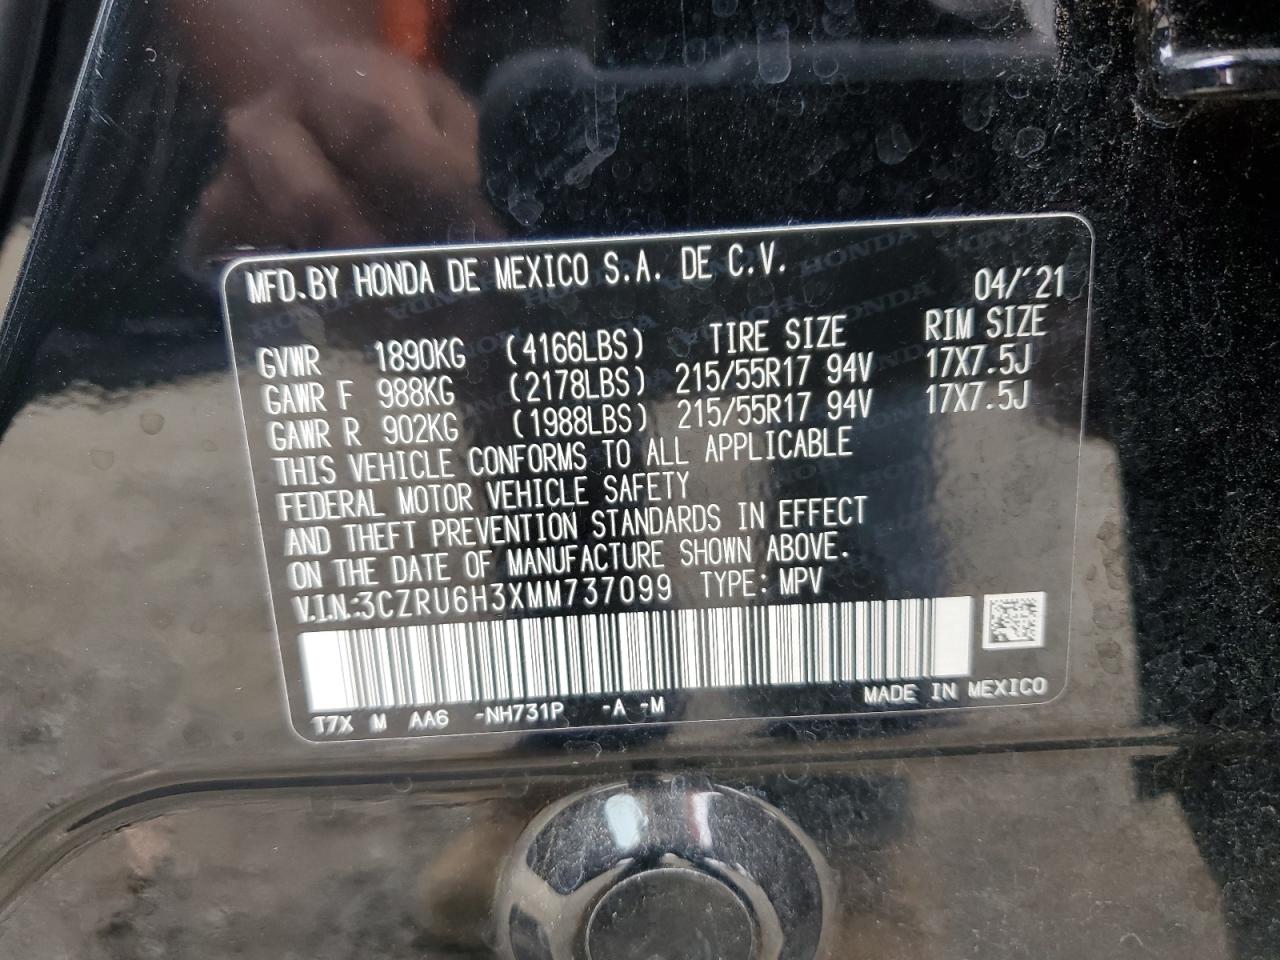 MFD. BY HONDA DE MEXICO S.A. DE C.V.
04/'21
GVWR 1890KG (4166LBS) TIRE SIZE RIM SIZE
GAWR F 988KG (2178LBS) 215/55R17 94V 17X7.5J
GAWR R 902KG (1988LBS) 215/55R17 94V 17X7.5J
THIS VEHICLE CONFORMS TO ALL APPLICABLE
FEDERAL MOTOR VEHICLE SAFETY
AND THEFT PREVENTION STANDARDS IN EFFECT
ON THE DATE OF MANUFACTURE SHOWN ABOVE.
V.I.N.:3CZRU6H3XMM737099 TYPE: MPV
MADE IN MEXICO
T7X M AA6 -NH731P -A -M